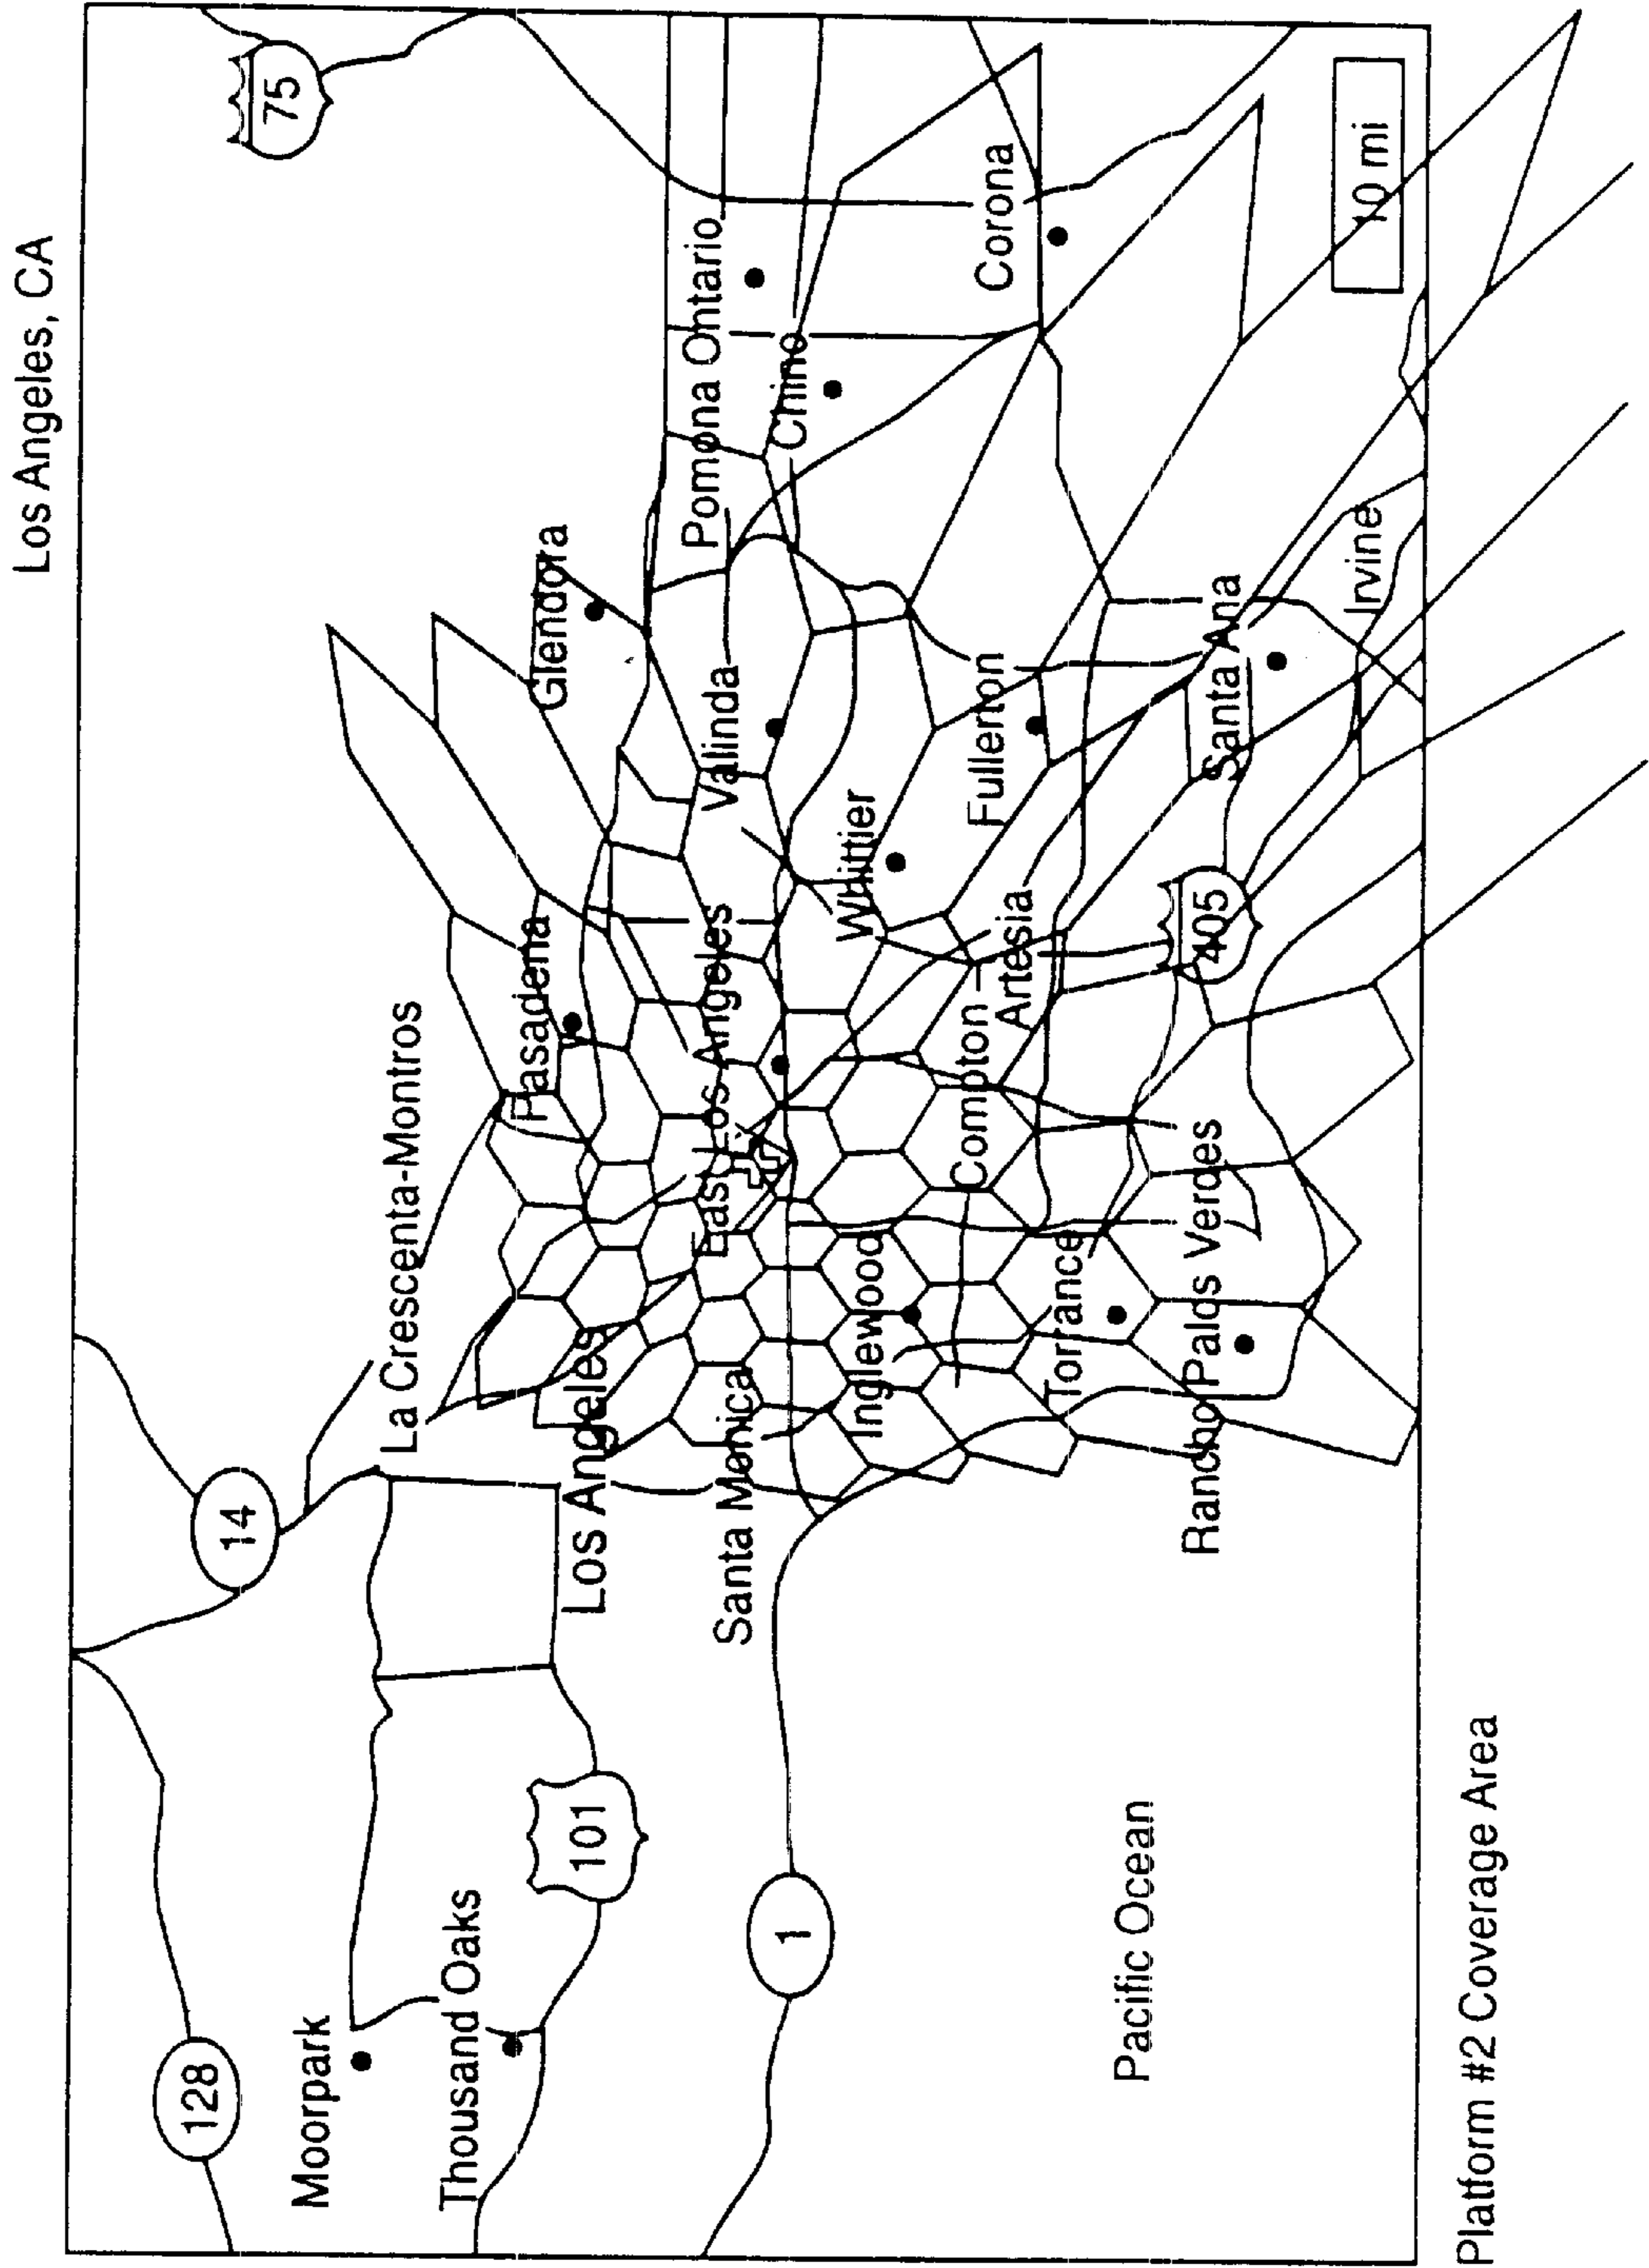 Los Angeles, CA
75
14
128
Moorpark
La Crescenta-Montros
Thousand Oaks
Pasadena
Glendora
101
Los Angeles
Pomona Ontario
Santa Monica
East Los Angeles
Valinda
Chino
1
Inglewood
Whittier
Compton
Fullerton
Corona
Artesia
Torrance
Pacific Ocean
Rancho Palos Verdes
405
Santa Ana
Irvine
10 mi
Platform #2 Coverage Area